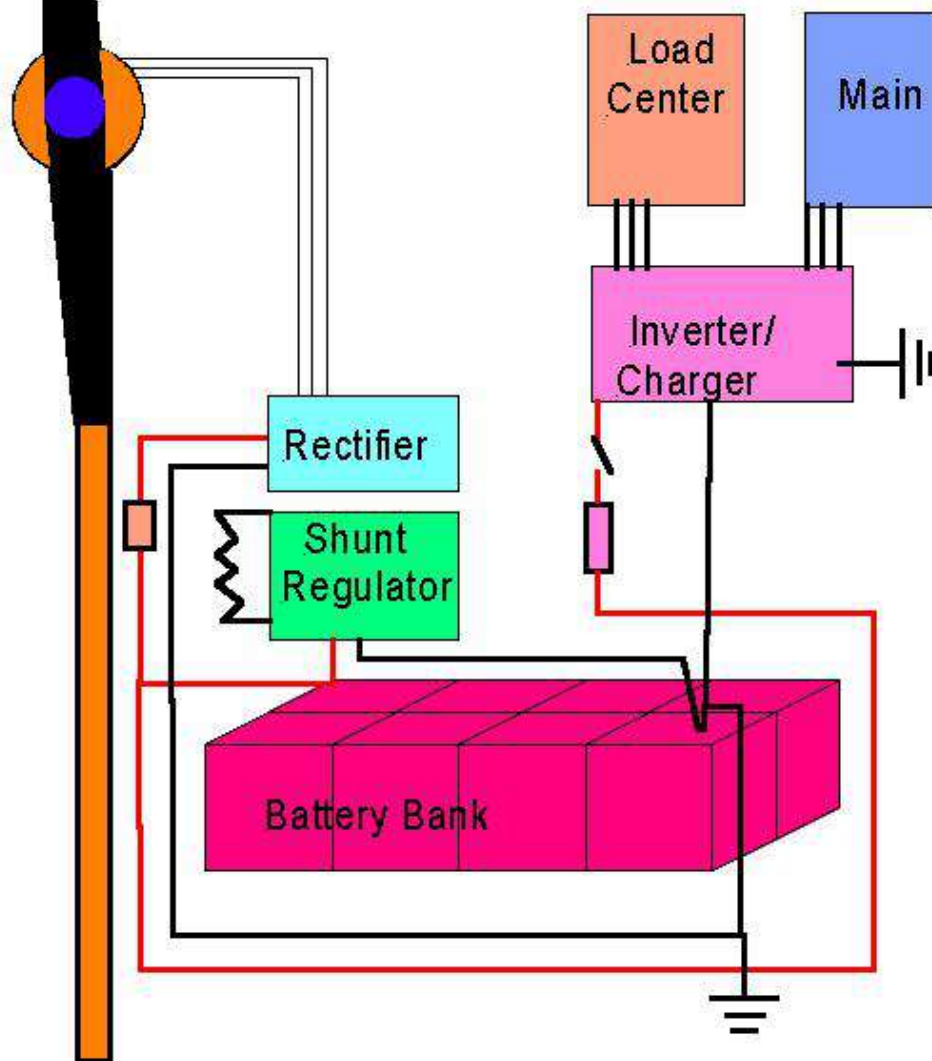 Load
Center
Main
Inverter/
Charger
Rectifier
Shunt
Regulator
Battery Bank